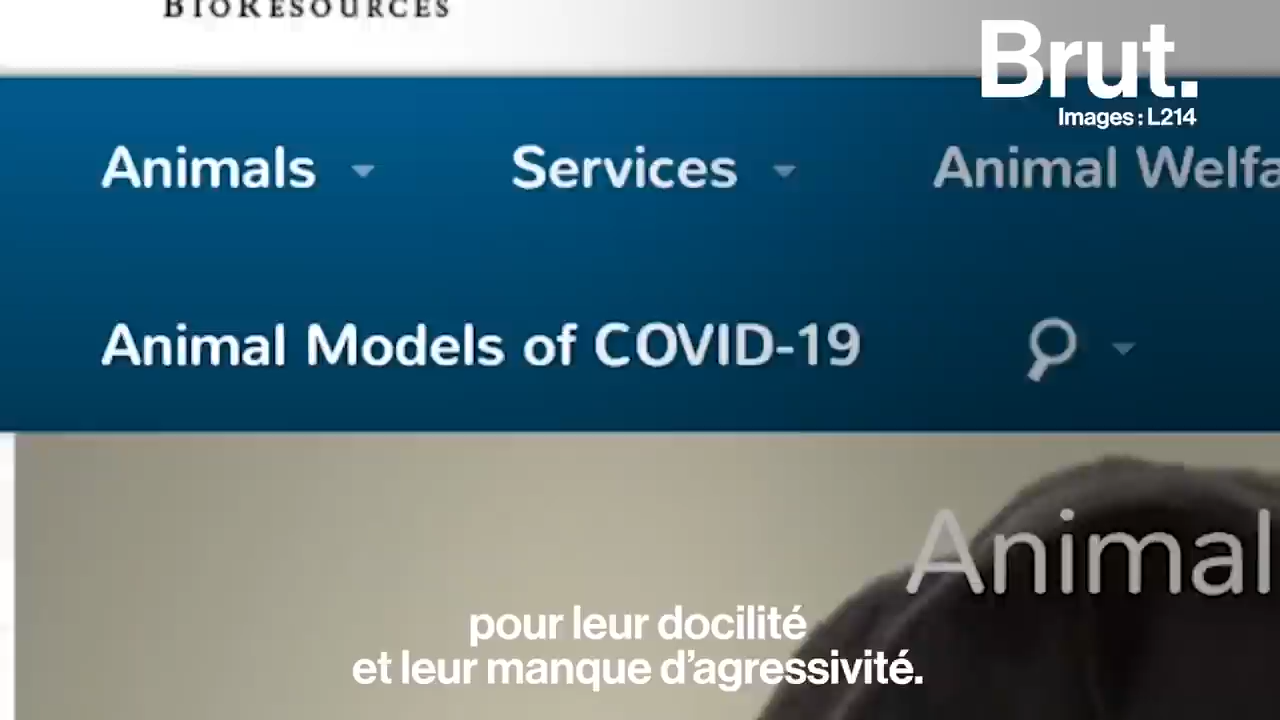 BIORESOURCES
Brut.
Images : L214
Animals
Services
Animal Welfa
Animal Models of COVID-19
Animal
pour leur docilité
et leur manque d'agressivité.